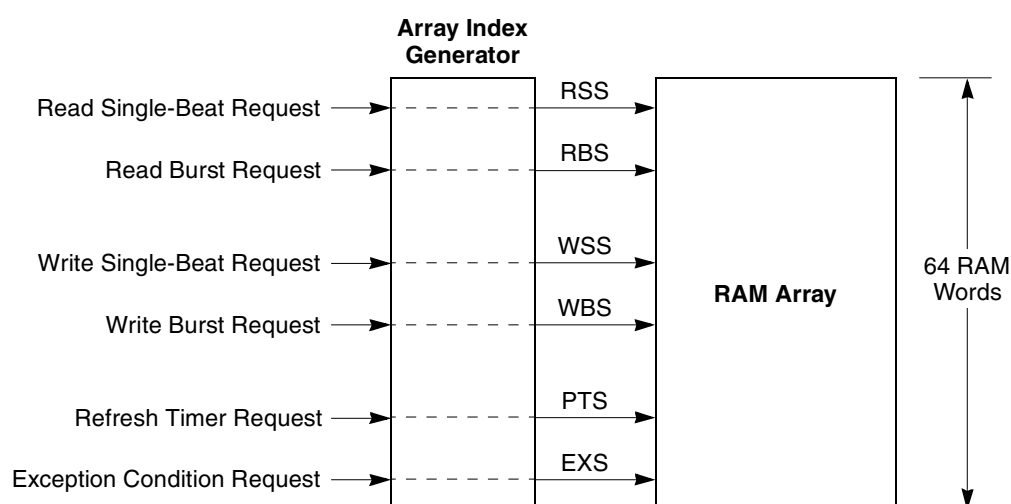 Array Index
Generator
Read Single-Beat Request
RSS
Read Burst Request
RBS
Write Single-Beat Request
WSS
Write Burst Request
WBS
RAM Array
64 RAM
Words
Refresh Timer Request
PTS
Exception Condition Request
EXS